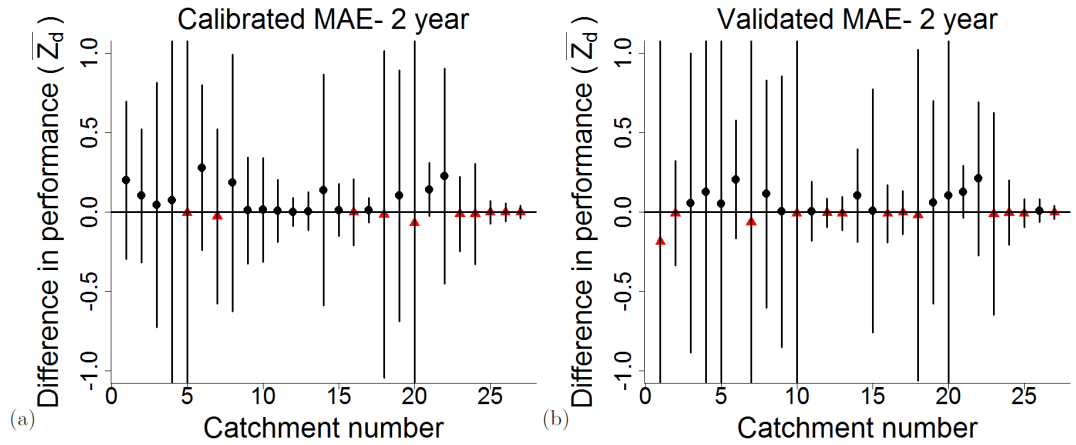 Calibrated MAE- 2 year
Difference in performance ( Z̅d )
1.0
0.5
0.0
-0.5
-1.0
0 5 10 15 20 25
Catchment number
(a)
Validated MAE- 2 year
Difference in performance ( Z̅d )
1.0
0.5
0.0
-0.5
-1.0
0 5 10 15 20 25
Catchment number
(b)